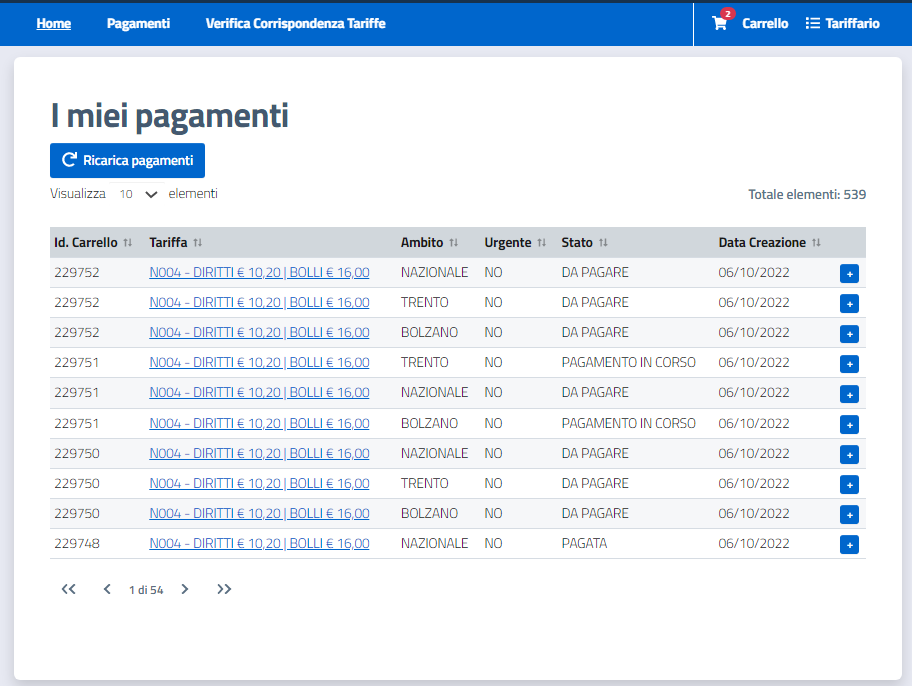 Home Pagamenti Verifica Corrispondenza Tariffe 2 Carrello Tariffario
I miei pagamenti
Ricarica pagamenti
Visualizza 10 elementi Totale elementi: 539
Id. Carrello Tariffa Ambito Urgente Stato Data Creazione
229752 N004 - DIRITTI € 10,20 | BOLLI € 16,00 NAZIONALE NO DA PAGARE 06/10/2022 +
229752 N004 - DIRITTI € 10,20 | BOLLI € 16,00 TRENTO NO DA PAGARE 06/10/2022 +
229752 N004 - DIRITTI € 10,20 | BOLLI € 16,00 BOLZANO NO DA PAGARE 06/10/2022 +
229751 N004 - DIRITTI € 10,20 | BOLLI € 16,00 TRENTO NO PAGAMENTO IN CORSO 06/10/2022 +
229751 N004 - DIRITTI € 10,20 | BOLLI € 16,00 NAZIONALE NO DA PAGARE 06/10/2022 +
229751 N004 - DIRITTI € 10,20 | BOLLI € 16,00 BOLZANO NO PAGAMENTO IN CORSO 06/10/2022 +
229750 N004 - DIRITTI € 10,20 | BOLLI € 16,00 NAZIONALE NO DA PAGARE 06/10/2022 +
229750 N004 - DIRITTI € 10,20 | BOLLI € 16,00 TRENTO NO DA PAGARE 06/10/2022 +
229750 N004 - DIRITTI € 10,20 | BOLLI € 16,00 BOLZANO NO DA PAGARE 06/10/2022 +
229748 N004 - DIRITTI € 10,20 | BOLLI € 16,00 NAZIONALE NO PAGATA 06/10/2022 +
1 di 54